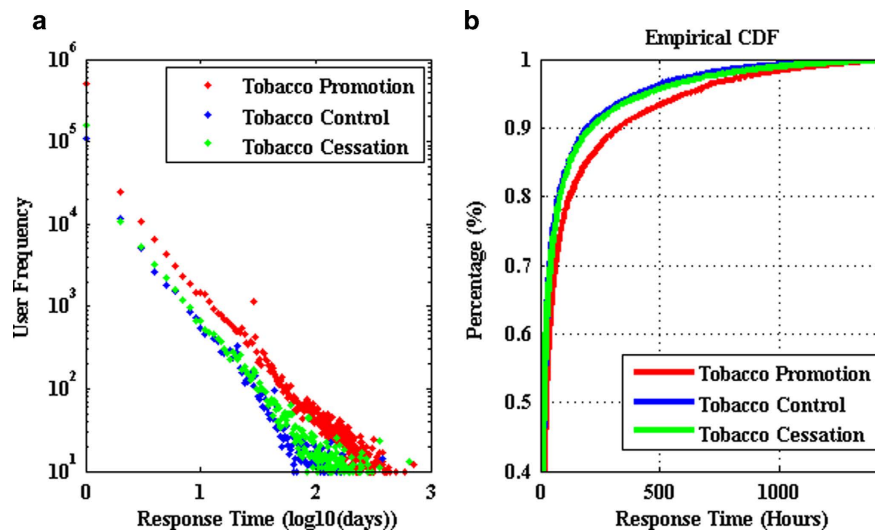 a
User Frequency
10^6
10^5
10^4
10^3
10^2
10^1
0
1
2
3
Response Time (log10(days))
Tobacco Promotion
Tobacco Control
Tobacco Cessation
b
Empirical CDF
Percentage (%)
1
0.9
0.8
0.7
0.6
0.5
0.4
0
500
1000
Response Time (Hours)
Tobacco Promotion
Tobacco Control
Tobacco Cessation